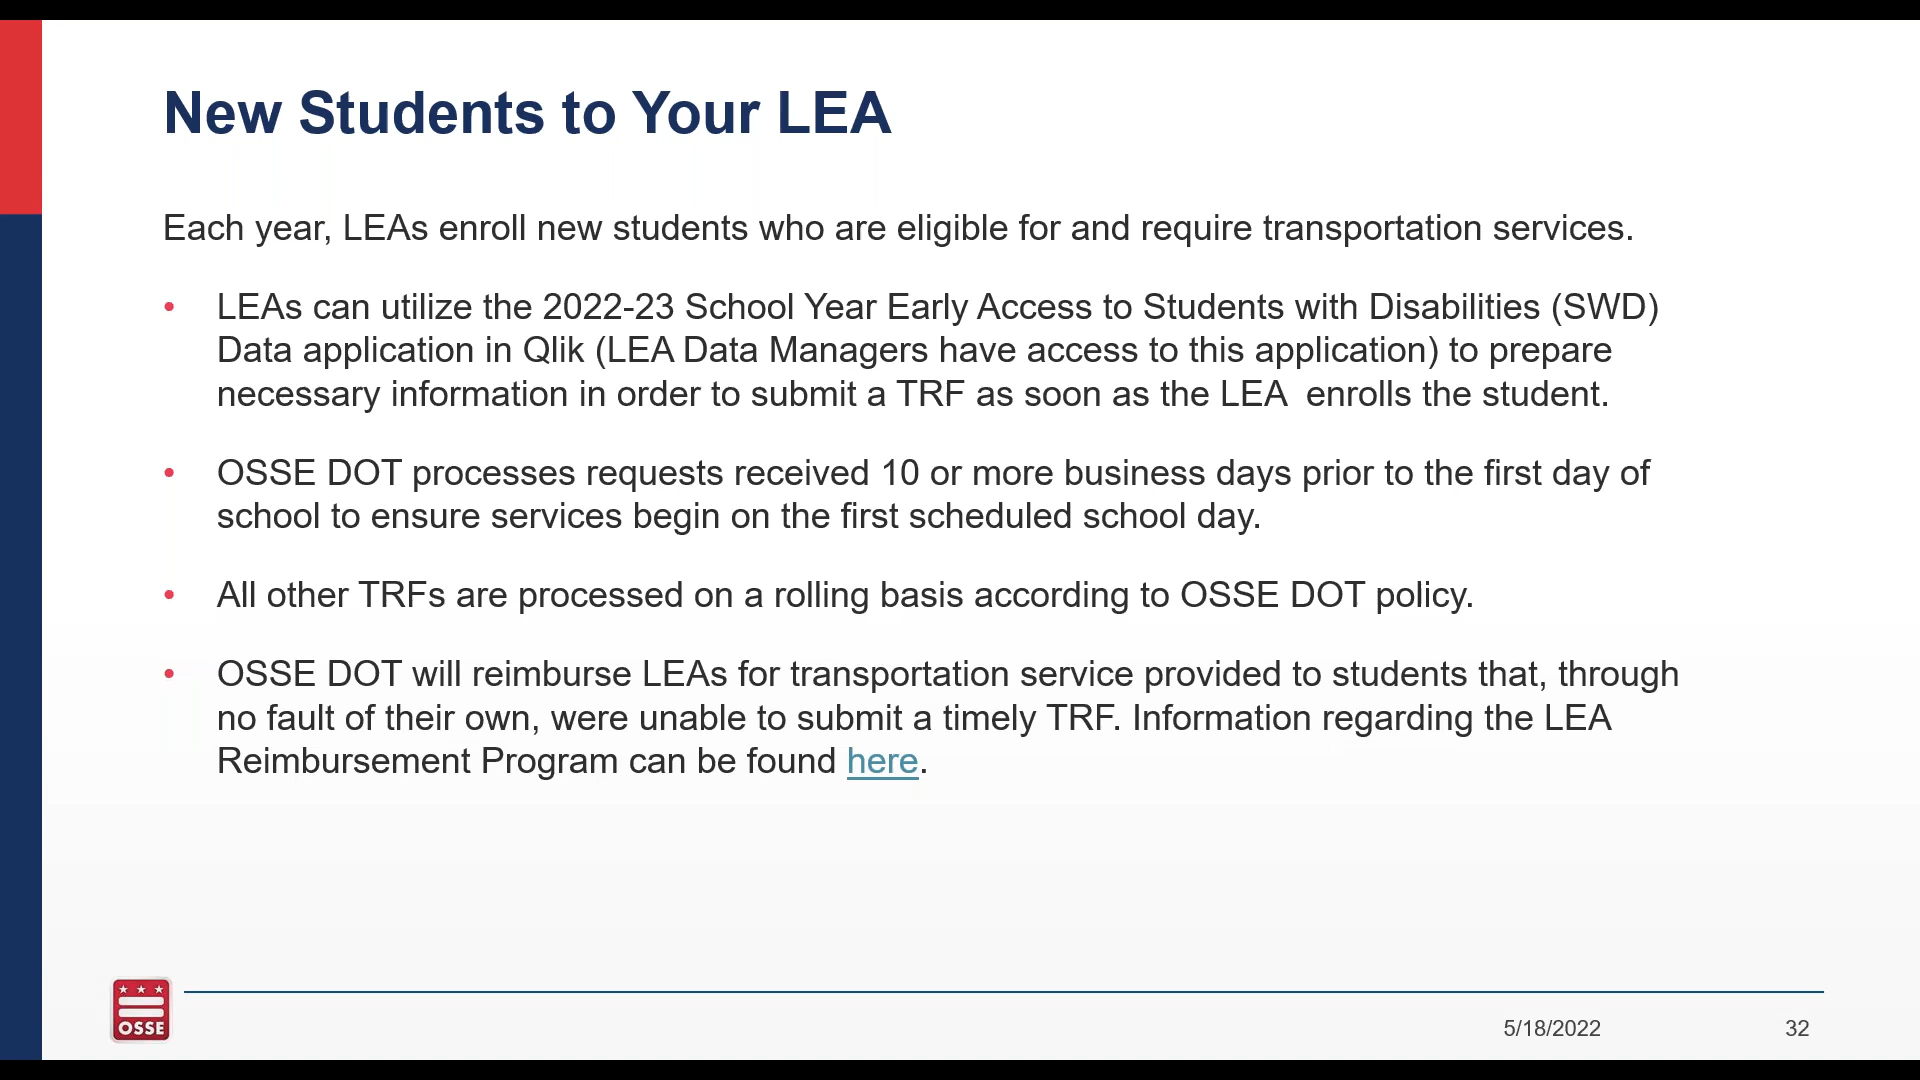 New Students to Your LEA
Each year, LEAs enroll new students who are eligible for and require transportation services.
• LEAs can utilize the 2022-23 School Year Early Access to Students with Disabilities (SWD)
Data application in Qlik (LEA Data Managers have access to this application) to prepare
necessary information in order to submit a TRF as soon as the LEA  enrolls the student.
• OSSE DOT processes requests received 10 or more business days prior to the first day of
school to ensure services begin on the first scheduled school day.
• All other TRFs are processed on a rolling basis according to OSSE DOT policy.
• OSSE DOT will reimburse LEAs for transportation service provided to students that, through
no fault of their own, were unable to submit a timely TRF. Information regarding the LEA
Reimbursement Program can be found here.
OSSE
5/18/2022
32